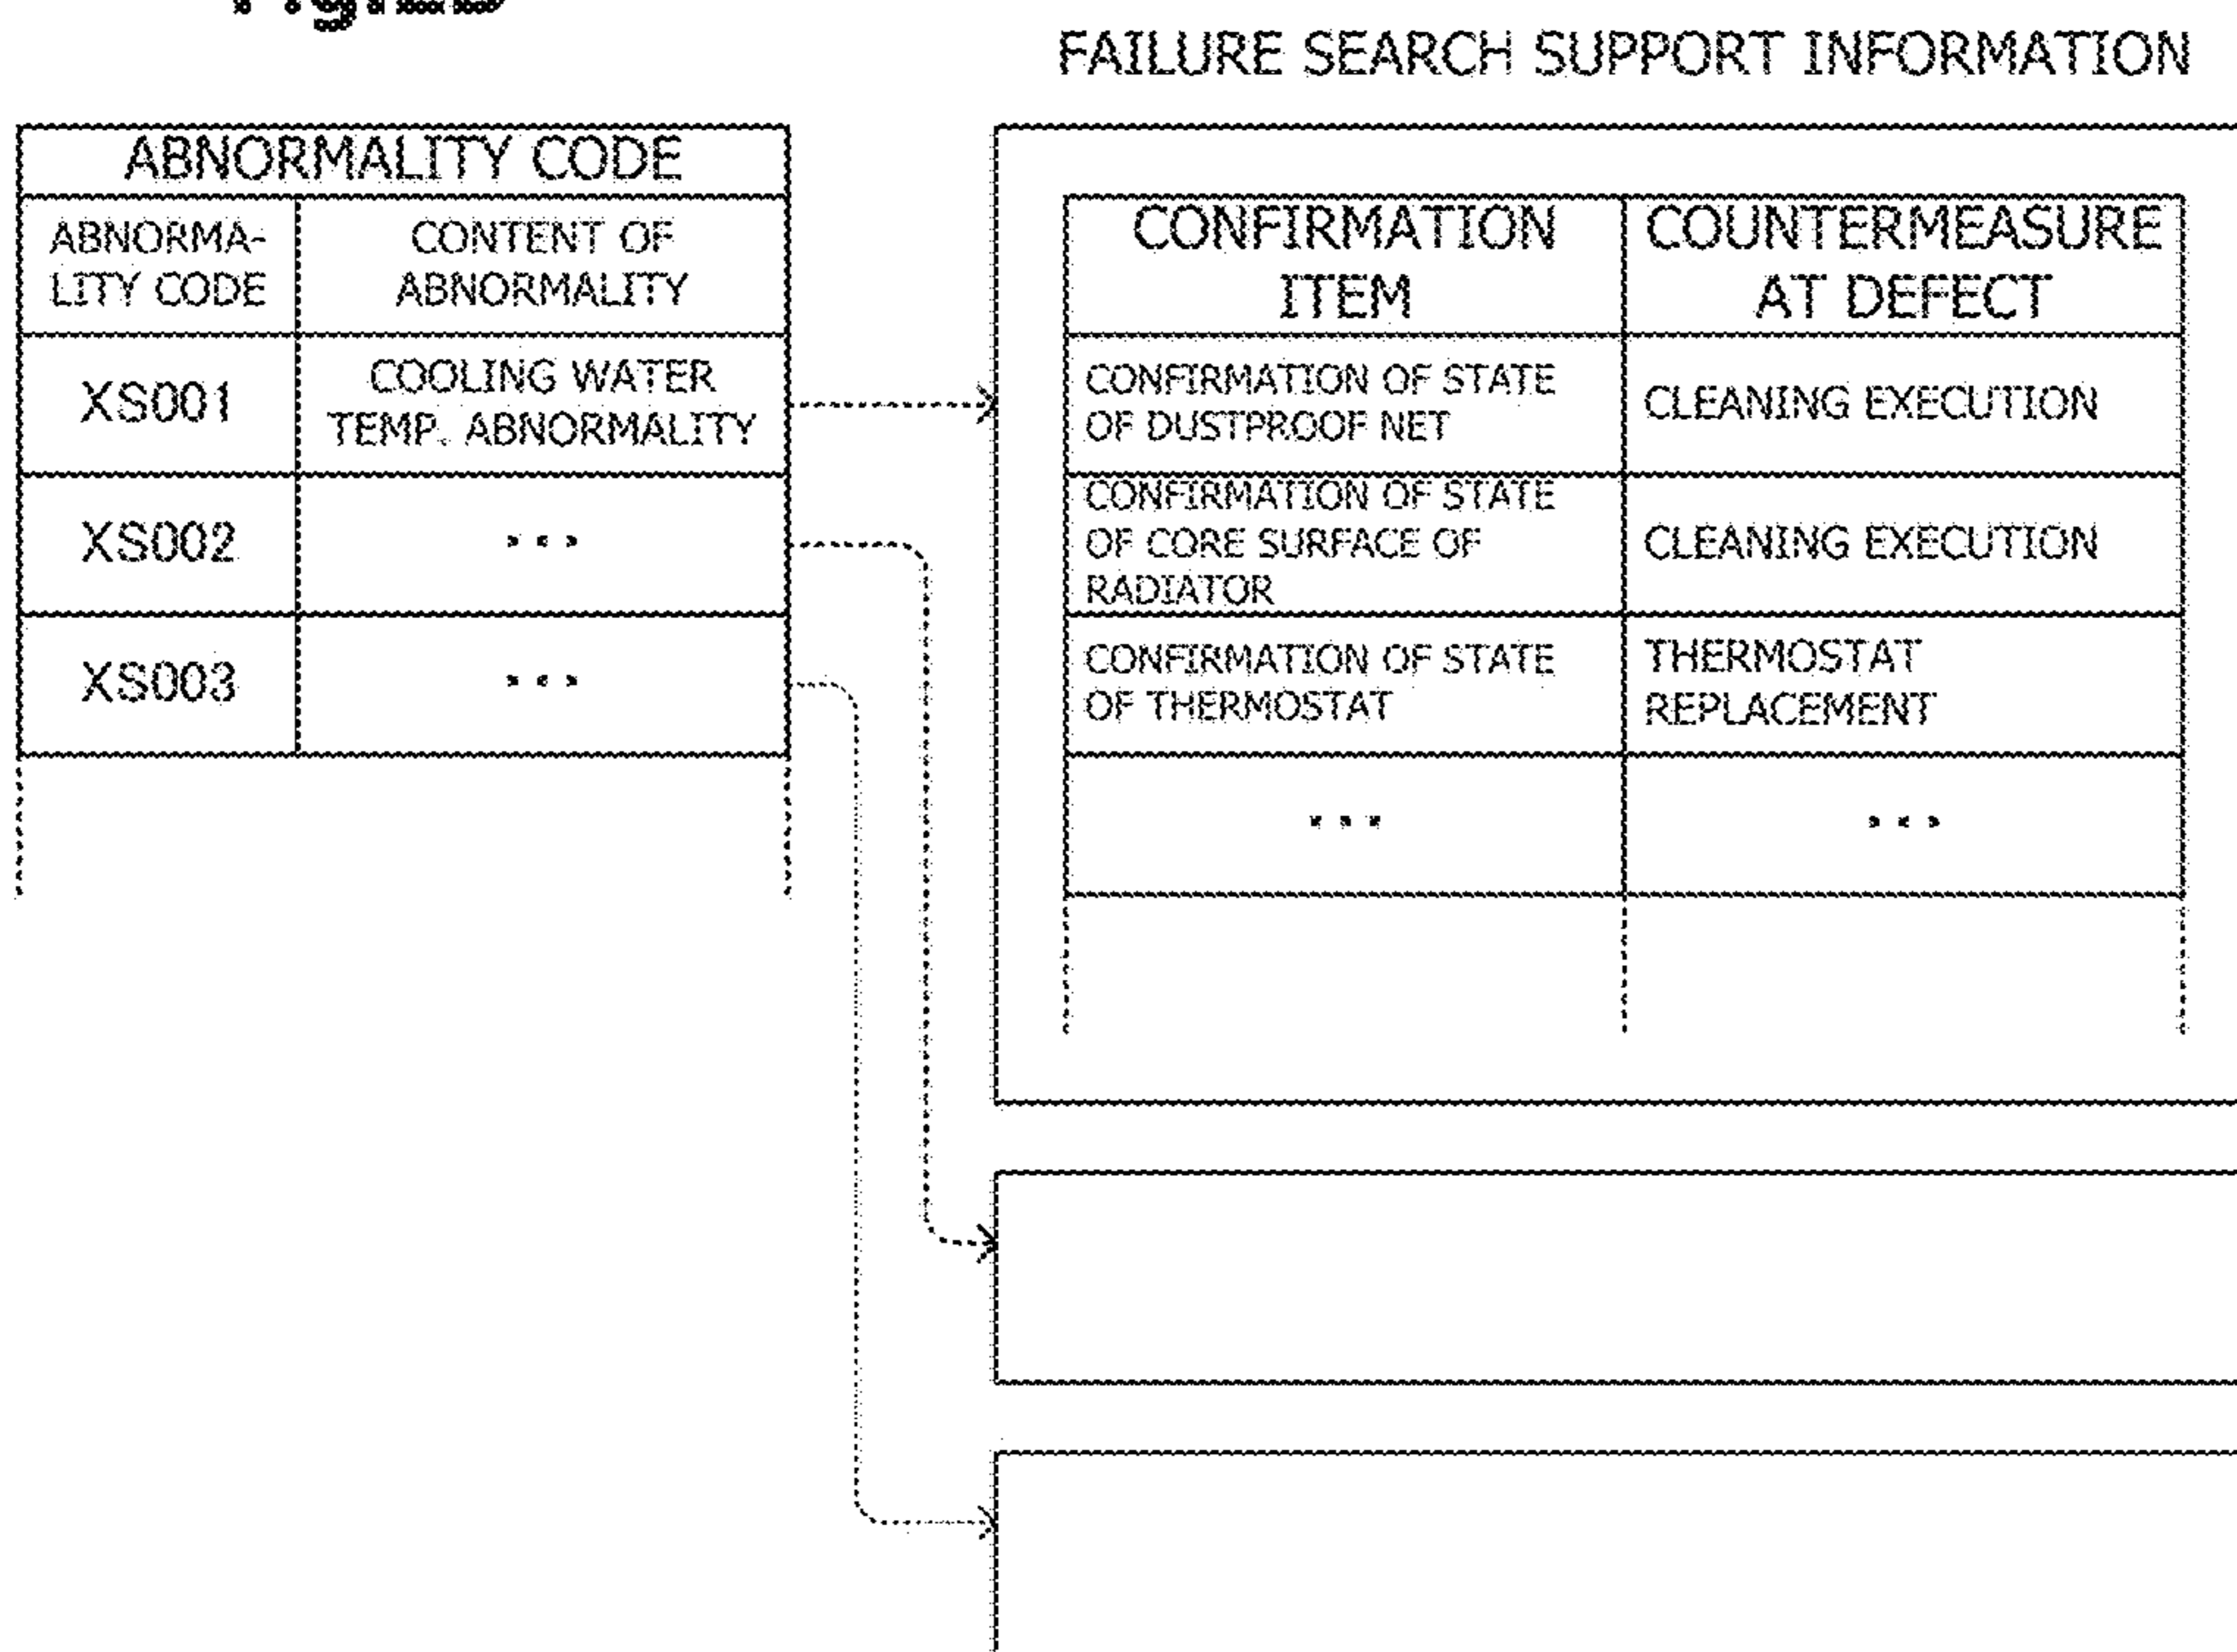 FAILURE SEARCH SUPPORT INFORMATION
ABNORMALITY CODE
ABNORMA-
LITY CODE
CONTENT OF
ABNORMALITY
XS001
COOLING WATER
TEMP. ABNORMALITY
XS002
...
XS003
...
CONFIRMATION
ITEM
COUNTERMEASURE
AT DEFECT
CONFIRMATION OF STATE
OF DUSTPROOF NET
CLEANING EXECUTION
CONFIRMATION OF STATE
OF CORE SURFACE OF
RADIATOR
CLEANING EXECUTION
CONFIRMATION OF STATE
OF THERMOSTAT
THERMOSTAT
REPLACEMENT
...
...